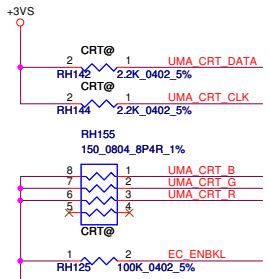 +3VS
CRT@
2 1 UMA_CRT_DATA
RH142 2.2K_0402_5%
CRT@
2 1 UMA_CRT_CLK
RH144 2.2K_0402_5%
RH155
150_0804_8P4R_1%
8 1 UMA_CRT_B
7 2 UMA_CRT_G
6 3 UMA_CRT_R
5 4
CRT@
1 2 EC_ENBKL
RH125 100K_0402_5%